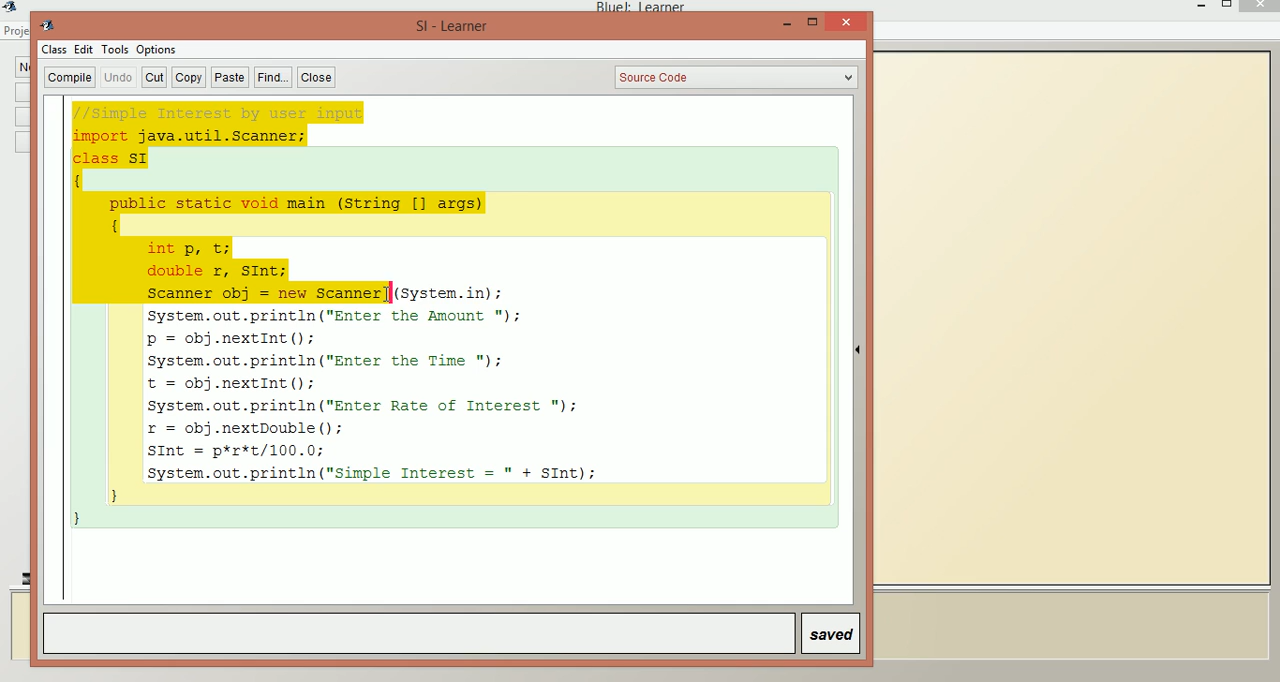 BlueJ: Learner
SI - Learner
Class Edit Tools Options
Compile Undo Cut Copy Paste Find... Close Source Code
//Simple Interest by user input
import java.util.Scanner;
class SI
{
public static void main (String [] args)
{
int p, t;
double r, SInt;
Scanner obj = new Scanner (System.in);
System.out.println("Enter the Amount ");
p = obj.nextInt();
System.out.println("Enter the Time ");
t = obj.nextInt();
System.out.println("Enter Rate of Interest ");
r = obj.nextDouble();
SInt = p*r*t/100.0;
System.out.println("Simple Interest = " + SInt);
}
}
saved